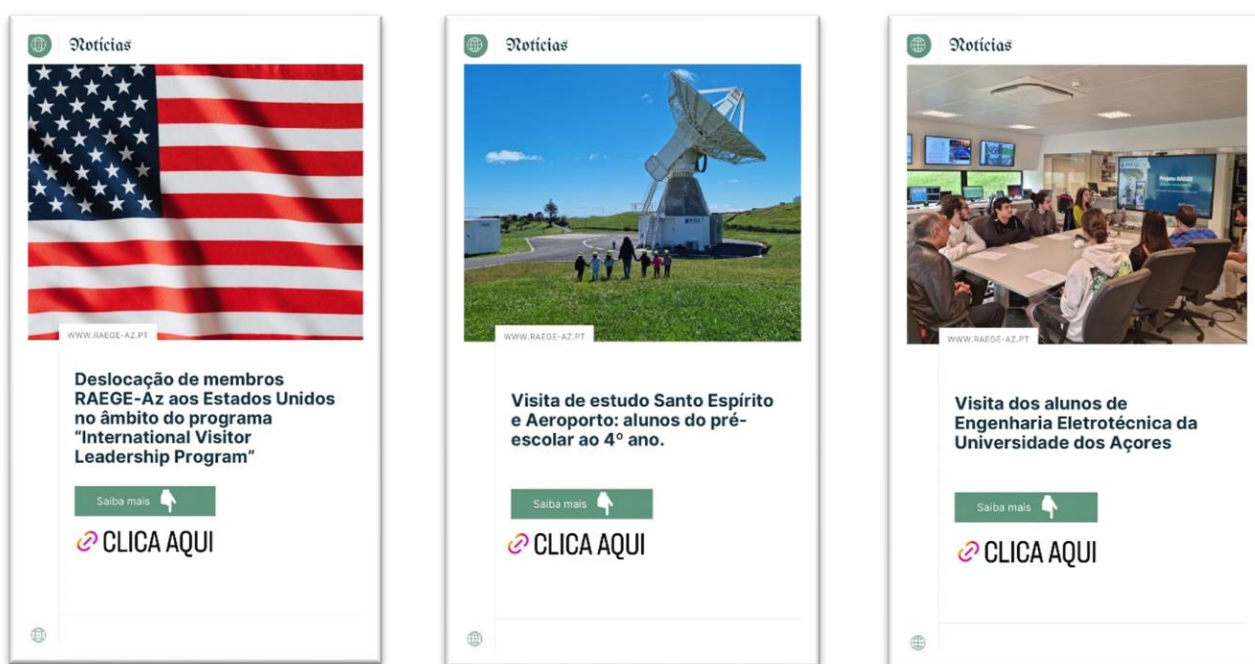 Notícias
WWW.RAEGE-AZ.PT
Deslocação de membros
RAEGE-Az aos Estados Unidos
no âmbito do programa
“International Visitor
Leadership Program”
Saiba mais
CLICA AQUI
Notícias
WWW.RAEGE-AZ.PT
Visita de estudo Santo Espírito
e Aeroporto: alunos do pré-
escolar ao 4º ano.
Saiba mais
CLICA AQUI
Notícias
Projeto RAEGE
WWW.RAEGE-AZ.PT
Visita dos alunos de
Engenharia Eletrotécnica da
Universidade dos Açores
Saiba mais
CLICA AQUI